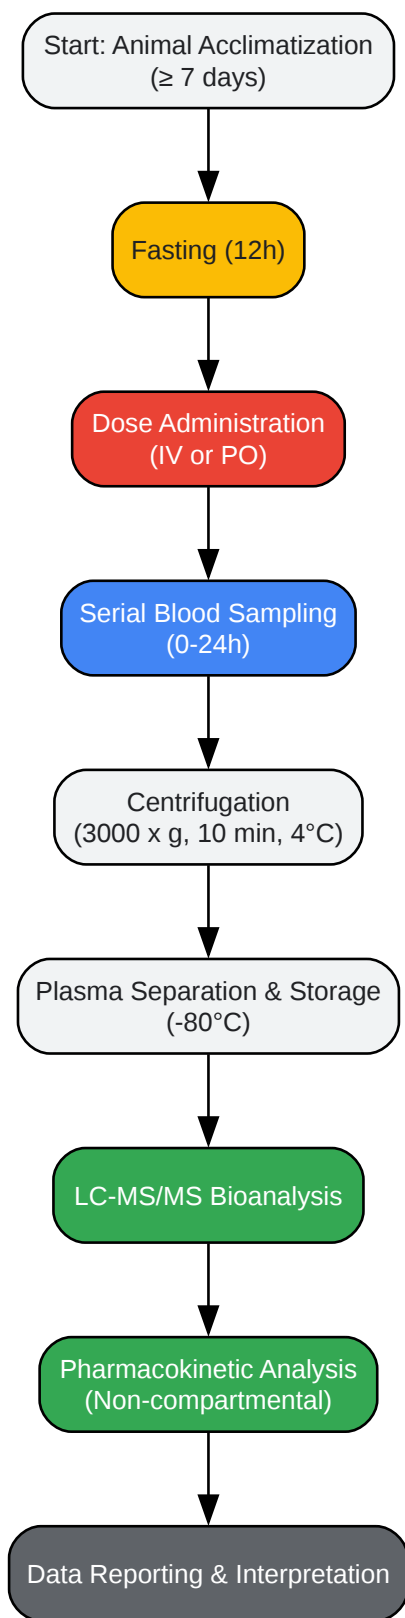 Start: Animal Acclimatization
(≥ 7 days)
Fasting (12h)
Dose Administration
(IV or PO)
Serial Blood Sampling
(0-24h)
Centrifugation
(3000 x g, 10 min, 4°C)
Plasma Separation & Storage
(-80°C)
LC-MS/MS Bioanalysis
Pharmacokinetic Analysis
(Non-compartmental)
Data Reporting & Interpretation